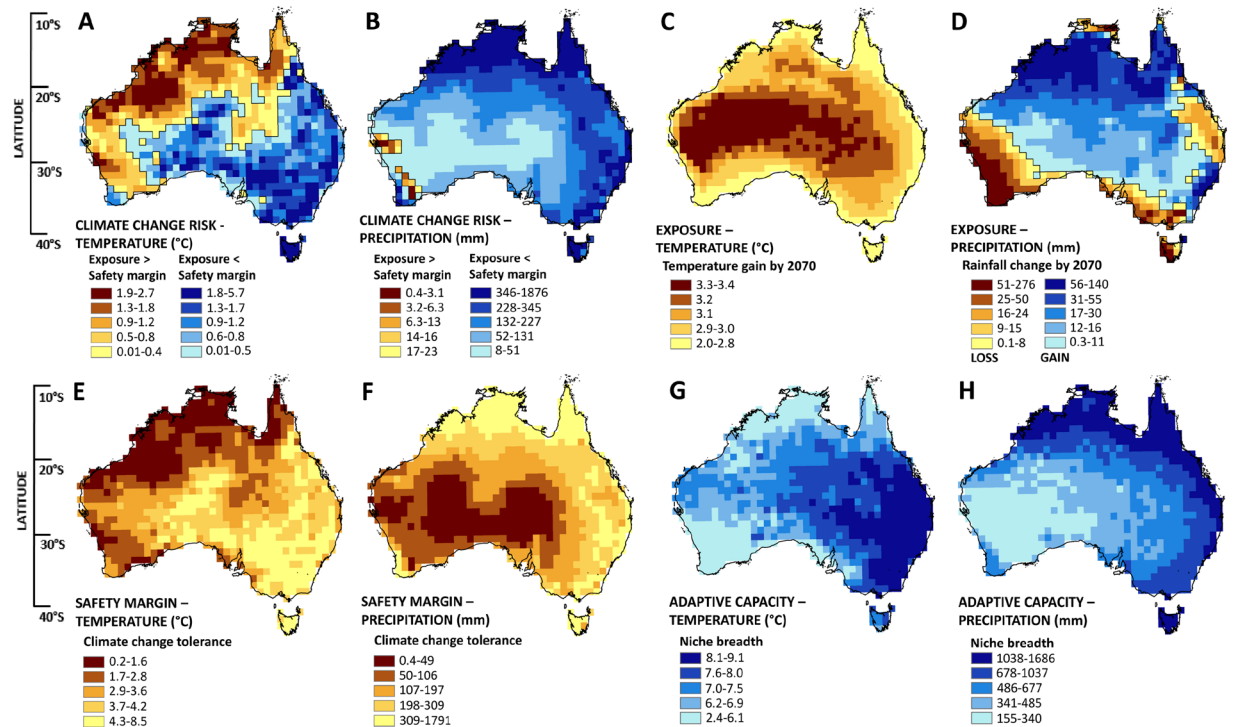 A
B
C
D
10°S
20°S
30°S
40°S
LATITUDE
CLIMATE CHANGE RISK -
TEMPERATURE (°C)
Exposure > Exposure <
Safety margin Safety margin
1.9-2.7 1.8-5.7
1.3-1.8 1.3-1.7
0.9-1.2 0.9-1.2
0.5-0.8 0.6-0.8
0.01-0.4 0.01-0.5
CLIMATE CHANGE RISK –
PRECIPITATION (mm)
Exposure > Exposure <
Safety margin Safety margin
0.4-3.1 346-1876
3.2-6.3 228-345
6.3-13 132-227
14-16 52-131
17-23 8-51
EXPOSURE –
TEMPERATURE (°C)
Temperature gain by 2070
3.3-3.4
3.2
3.1
2.9-3.0
2.0-2.8
EXPOSURE –
PRECIPITATION (mm)
Rainfall change by 2070
51-276 56-140
25-50 31-55
16-24 17-30
9-15 12-16
0.1-8 0.3-11
LOSS GAIN
E
F
G
H
10°S
20°S
30°S
40°S
LATITUDE
SAFETY MARGIN –
TEMPERATURE (°C)
Climate change tolerance
0.2-1.6
1.7-2.8
2.9-3.6
3.7-4.2
4.3-8.5
SAFETY MARGIN –
PRECIPITATION (mm)
Climate change tolerance
0.4-49
50-106
107-197
198-309
309-1791
ADAPTIVE CAPACITY –
TEMPERATURE (°C)
Niche breadth
8.1-9.1
7.6-8.0
7.0-7.5
6.2-6.9
2.4-6.1
ADAPTIVE CAPACITY –
PRECIPITATION (mm)
Niche breadth
1038-1686
678-1037
486-677
341-485
155-340